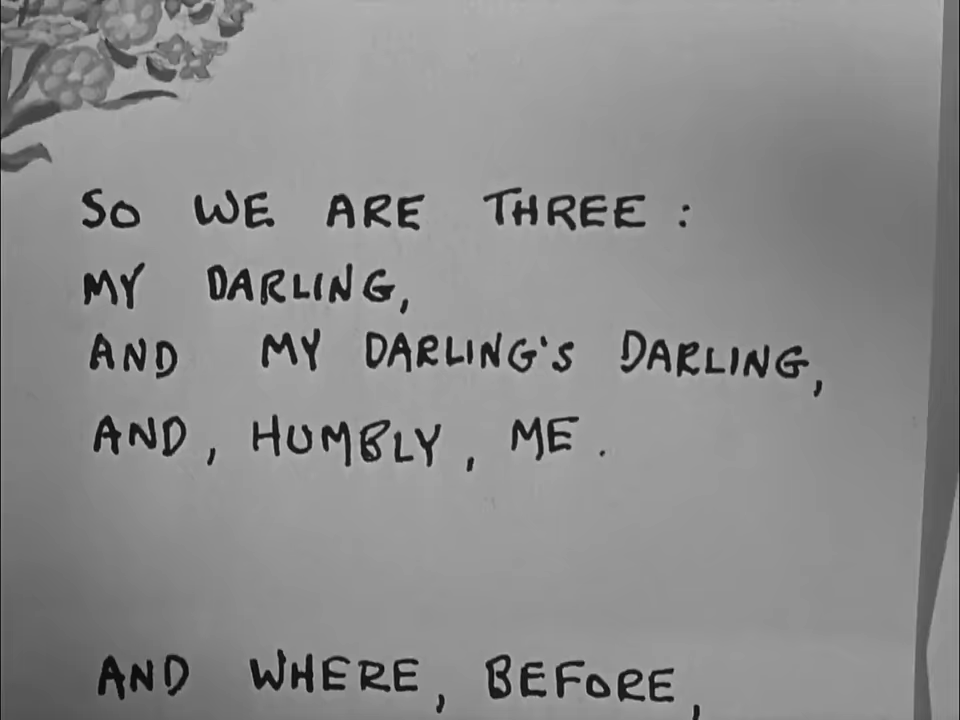 SO WE ARE THREE:
MY DARLING,
AND MY DARLING'S DARLING,
AND, HUMBLY, ME.
AND WHERE, BEFORE,